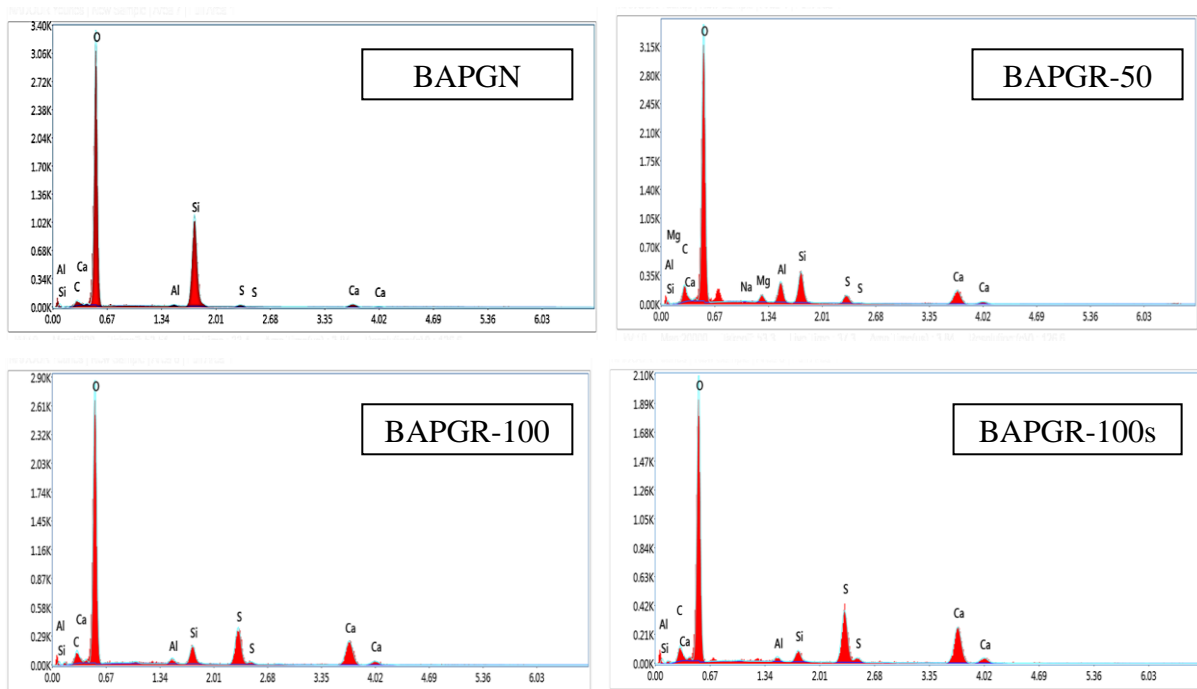 3.40K
O
3.06K
BAPGN
2.72K
2.38K
2.04K
1.70K
1.36K
Si
1.02K
0.68K
Al
Ca
0.34K
Si
C
Al
S
S
Ca
Ca
0.00K
0.00
0.67
1.34
2.01
2.68
3.35
4.02
4.69
5.36
6.03
O
3.15K
BAPGR-50
2.80K
2.45K
2.10K
1.75K
1.40K
1.05K
Mg
0.70K
C
Al
Si
0.35K
Si
Ca
Na
Mg
Al
S
S
Ca
Ca
0.00K
0.00
0.67
1.34
2.01
2.68
3.35
4.02
4.69
5.36
6.03
2.90K
O
2.61K
BAPGR-100
2.32K
2.03K
1.74K
1.45K
1.16K
0.87K
0.58K
Al
Ca
0.29K
Si
C
Al
Si
S
S
Ca
Ca
0.00K
0.00
0.67
1.34
2.01
2.68
3.35
4.02
4.69
5.36
6.03
2.10K
O
1.89K
BAPGR-100s
1.68K
1.47K
1.26K
1.05K
0.84K
0.63K
0.42K
Al
C
S
0.21K
Si
Ca
Al
Si
S
Ca
Ca
0.00K
0.00
0.67
1.34
2.01
2.68
3.35
4.02
4.69
5.36
6.03